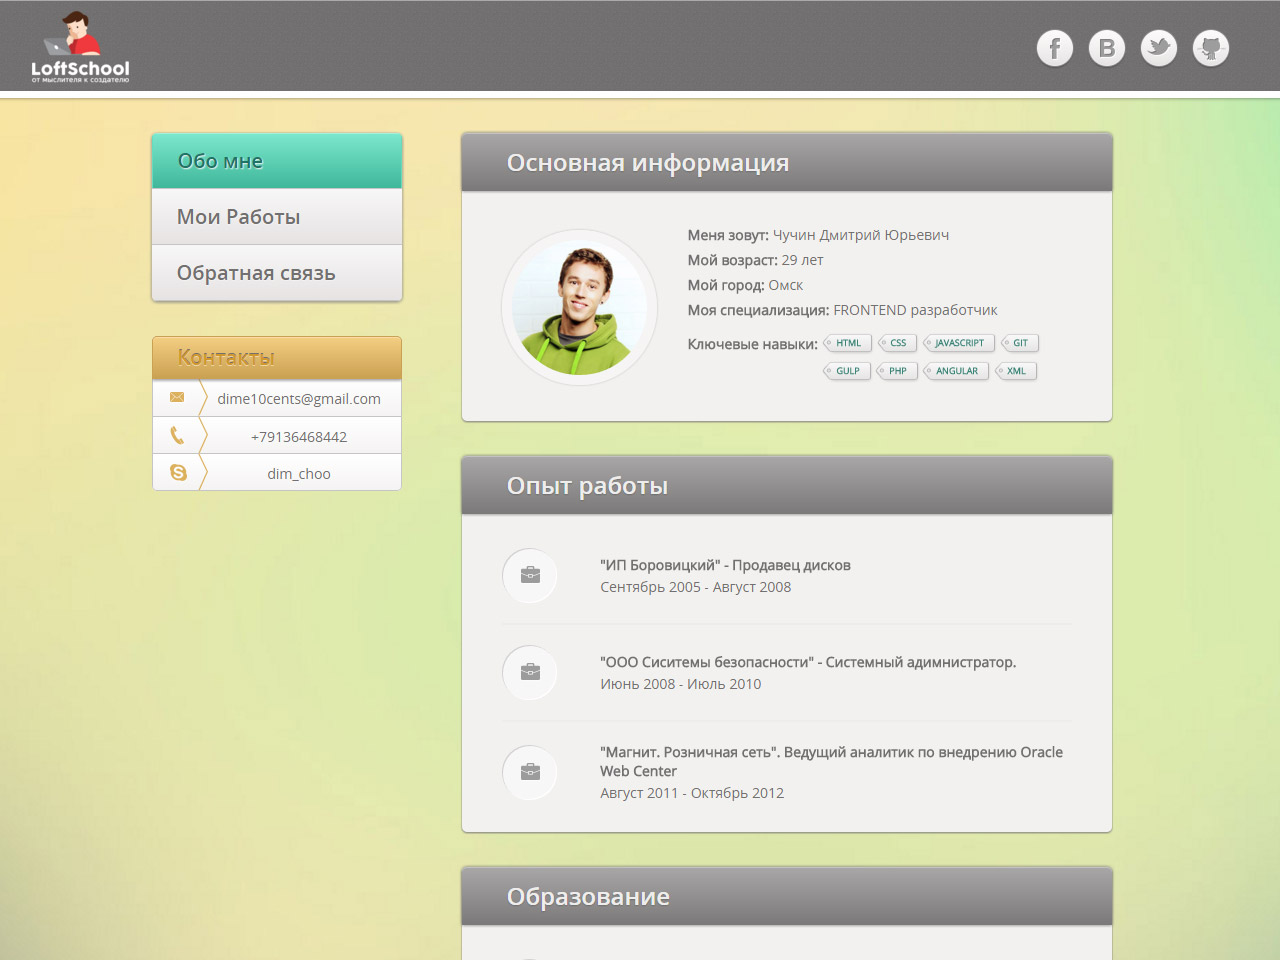 LoftSchool
от мыслителя к создателю
Обо мне
Мои Работы
Обратная связь
Контакты
dime10cents@gmail.com
+79136468442
dim_choo
Основная информация
Меня зовут: Чучин Дмитрий Юрьевич
Мой возраст: 29 лет
Мой город: Омск
Моя специализация: FRONTEND разработчик
Ключевые навыки: HTML CSS JAVASCRIPT GIT
GULP PHP ANGULAR XML
Опыт работы
"ИП Боровицкий" - Продавец дисков
Сентябрь 2005 - Август 2008
"ООО Сиситемы безопасности" - Системный адимнистратор.
Июнь 2008 - Июль 2010
"Магнит. Розничная сеть". Ведущий аналитик по внедрению Oracle
Web Center
Август 2011 - Октябрь 2012
Образование